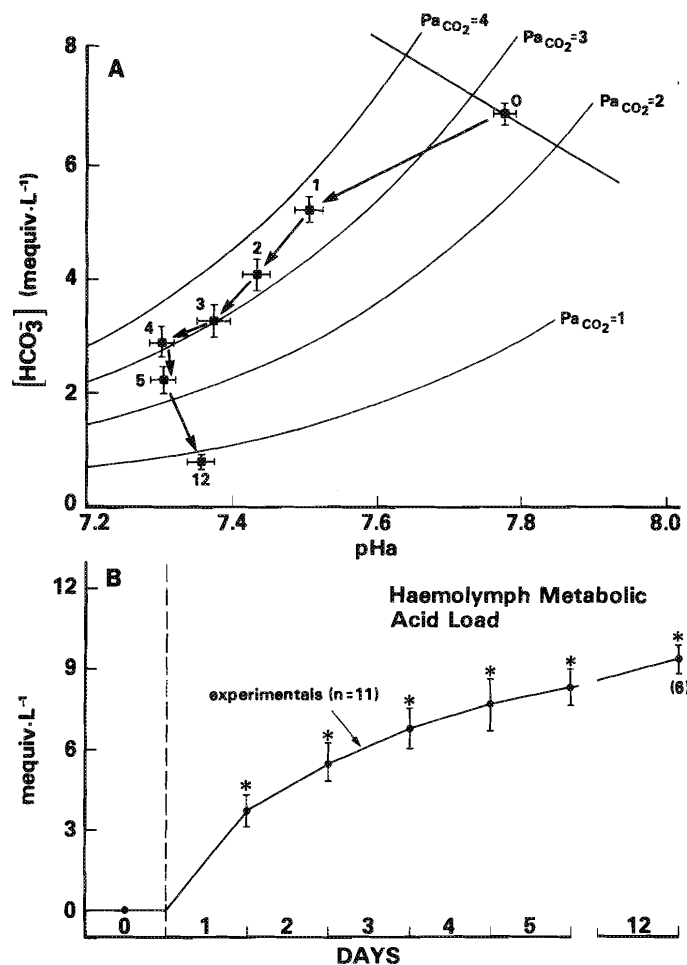 A
8
6
4
2
0
[HCO₃⁻] (mequiv·L⁻¹)
PaCO₂=4
PaCO₂=3
PaCO₂=2
PaCO₂=1
0
1
2
3
4
5
12
7.2 7.4 7.6 7.8 8.0
pHa
B
12
9
6
3
0
mequiv·L⁻¹
Haemolymph Metabolic
Acid Load
experimentals (n=11)
* * * * * *
(6)
0 1 2 3 4 5 12
DAYS